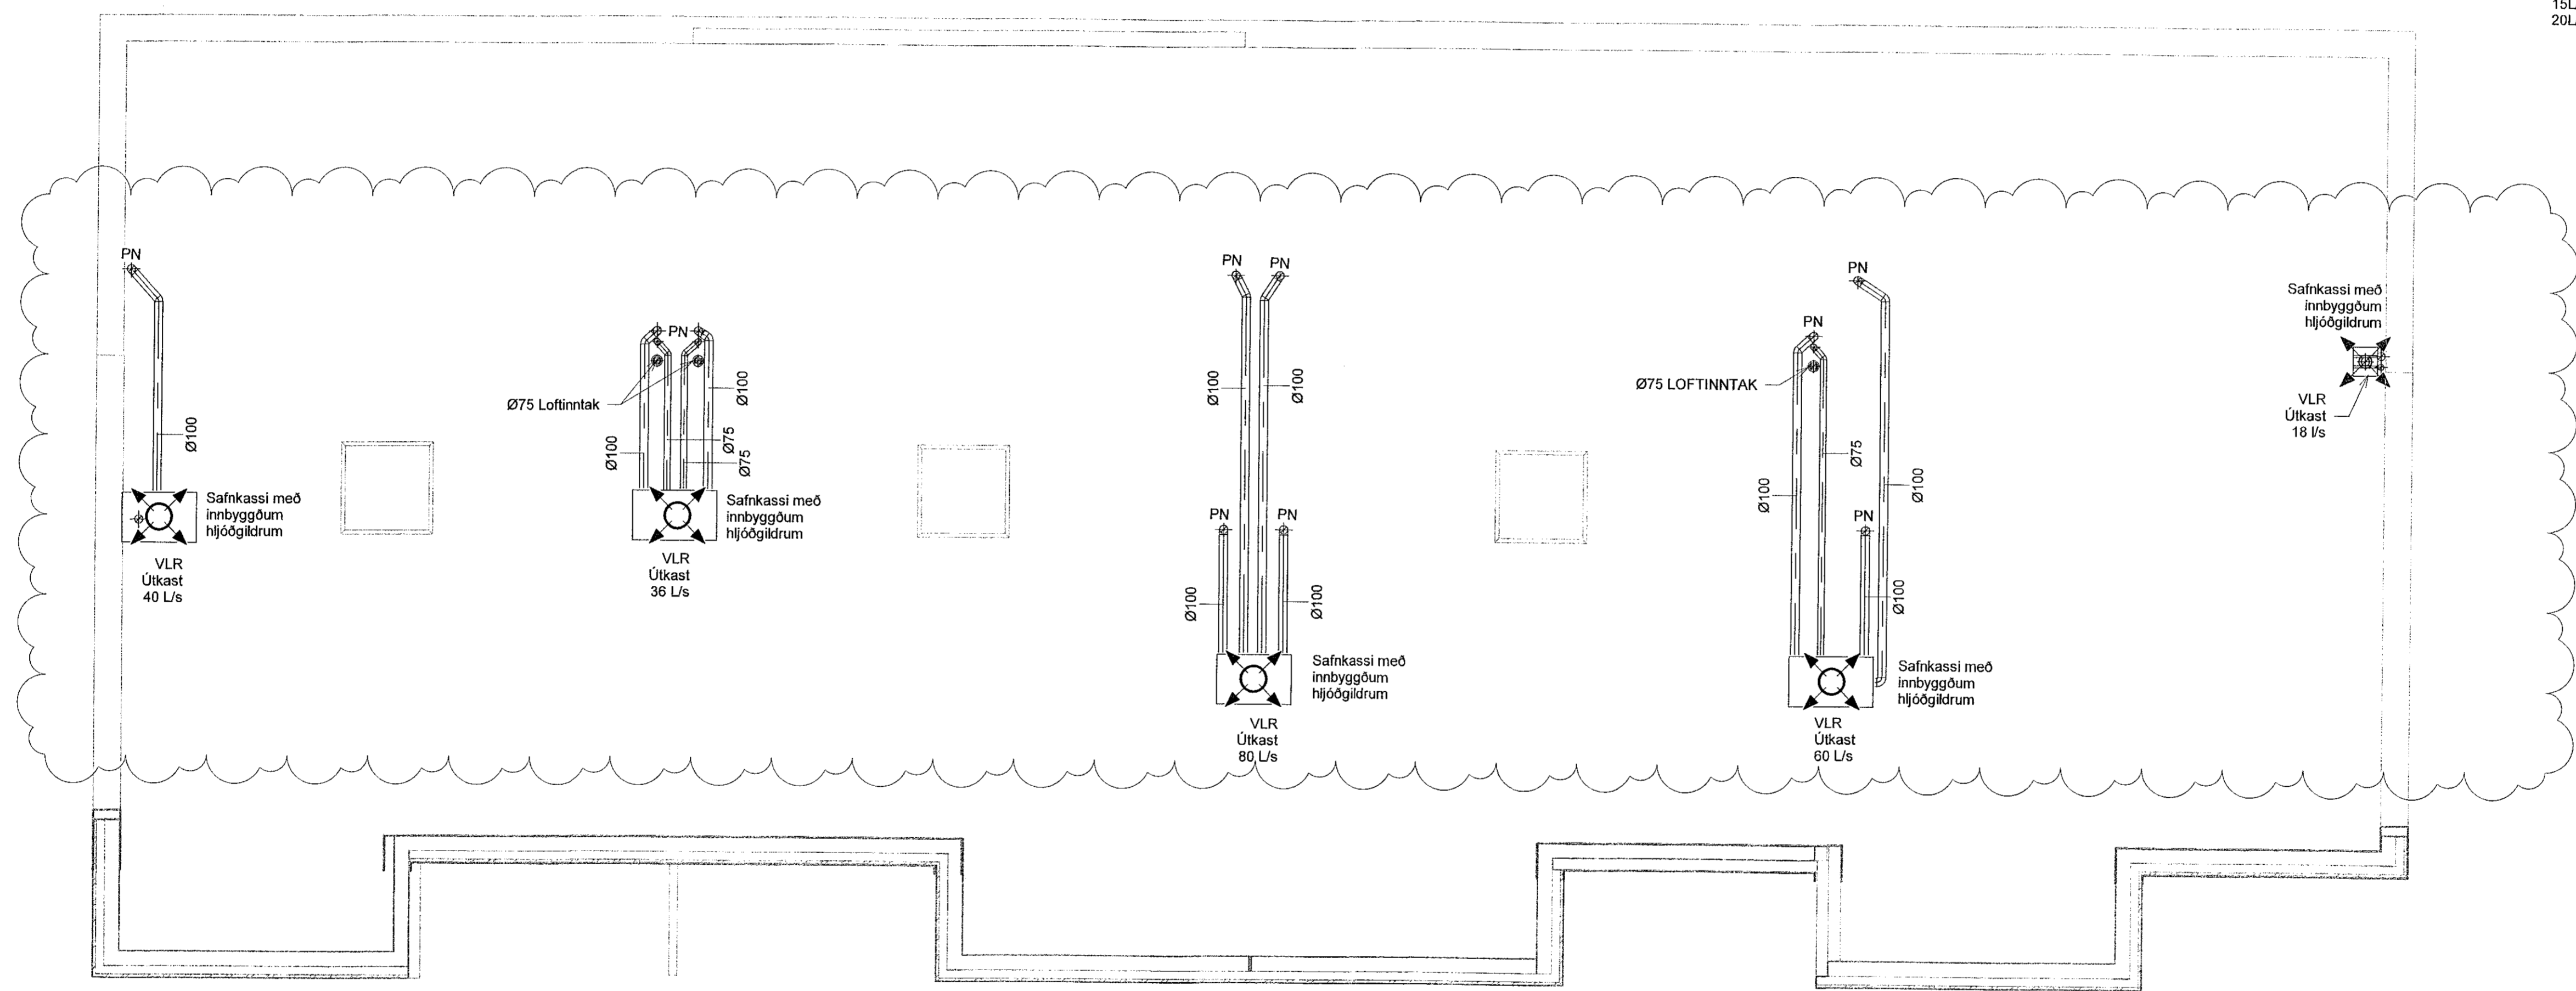 15L
20L
PN
Ø100
Safnkassi með
innbyggðum
hljóðgildrum
VLR
Útkast
40 L/s
PN
Ø75 Loftinntak
Ø100
Ø100
Ø75
Ø75
Safnkassi með
innbyggðum
hljóðgildrum
VLR
Útkast
36 L/s
PN
PN
Ø100
Ø100
PN
PN
Ø100
Ø100
Safnkassi með
innbyggðum
hljóðgildrum
VLR
Útkast
80 L/s
PN
PN
Ø75 LOFTINNTAK
Ø75
Ø100
Ø100
PN
Ø100
Safnkassi með
innbyggðum
hljóðgildrum
VLR
Útkast
60 L/s
Safnkassi með
innbyggðum
hljóðgildrum
VLR
Útkast
18 l/s